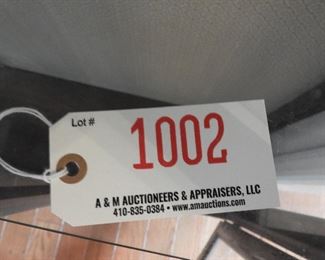 Lot #
1002
A & M AUCTIONEERS & APPRAISERS, LLC
410-835-0384 • www.amauctions.com